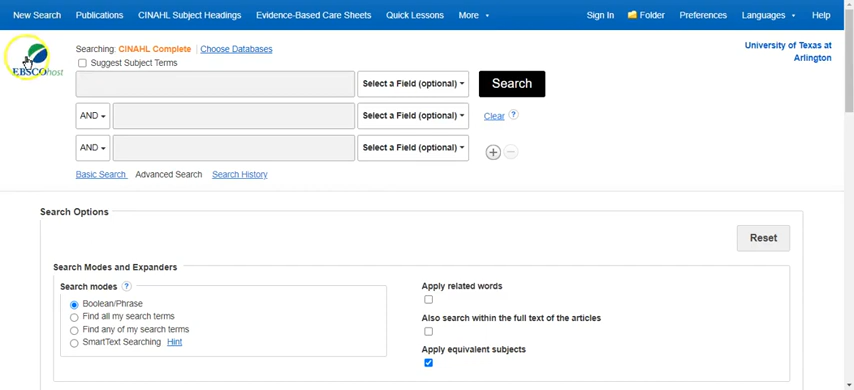 New Search Publications CINAHL Subject Headings Evidence-Based Care Sheets Quick Lessons More Sign In Folder Preferences Languages Help
EBSCOhost
Searching: CINAHL Complete | Choose Databases
University of Texas at
Arlington
Suggest Subject Terms
Select a Field (optional) Search
AND Select a Field (optional) Clear ?
AND Select a Field (optional) + −
Basic Search Advanced Search Search History
Search Options
Reset
Search Modes and Expanders
Search modes ?
Boolean/Phrase
Find all my search terms
Find any of my search terms
SmartText Searching Hint
Apply related words
Also search within the full text of the articles
Apply equivalent subjects